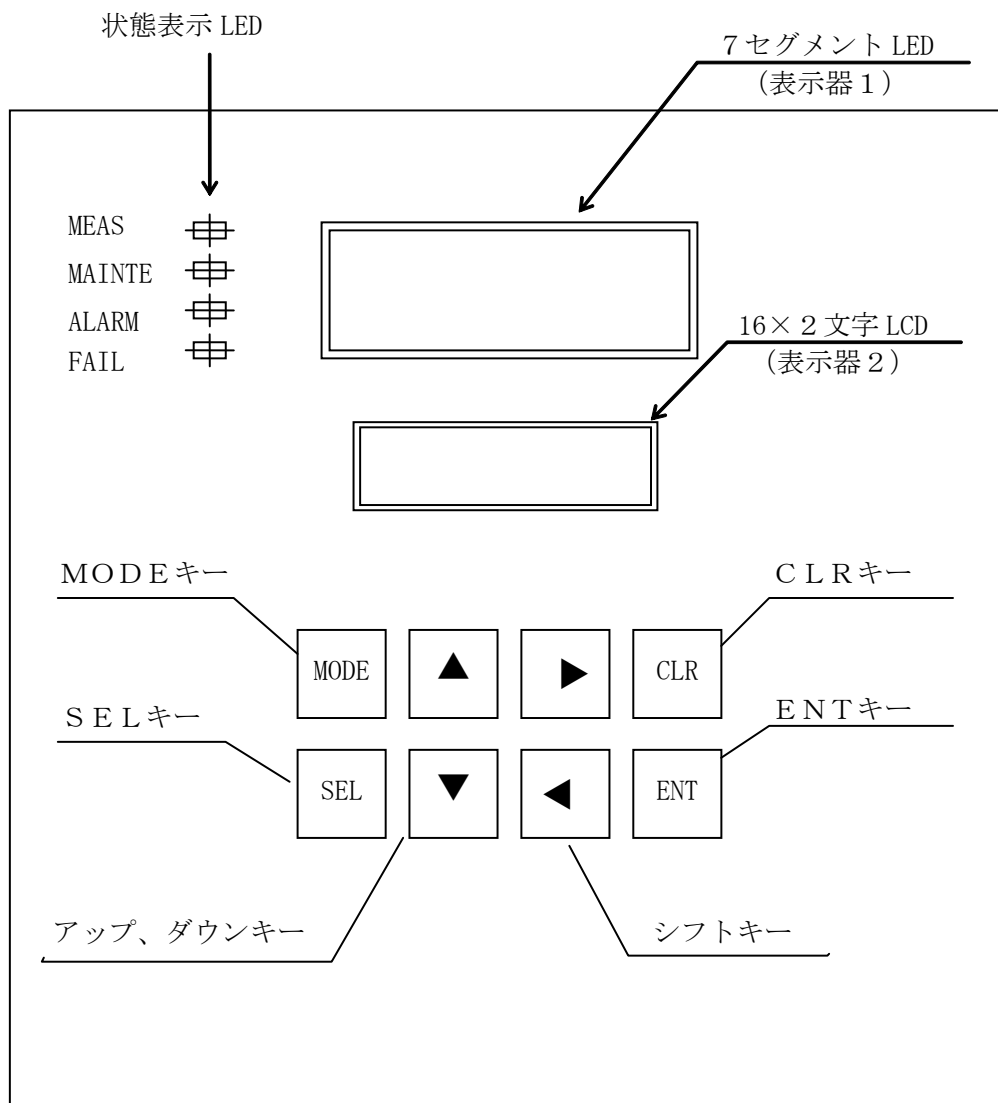 状態表示 LED
7セグメント LED
(表示器1)
MEAS
MAINTE
ALARM
FAIL
16×2文字 LCD
(表示器2)
MODEキー
CLRキー
MODE
▲
▶
CLR
SELキー
ENTキー
SEL
▼
◀
ENT
アップ、ダウンキー
シフトキー